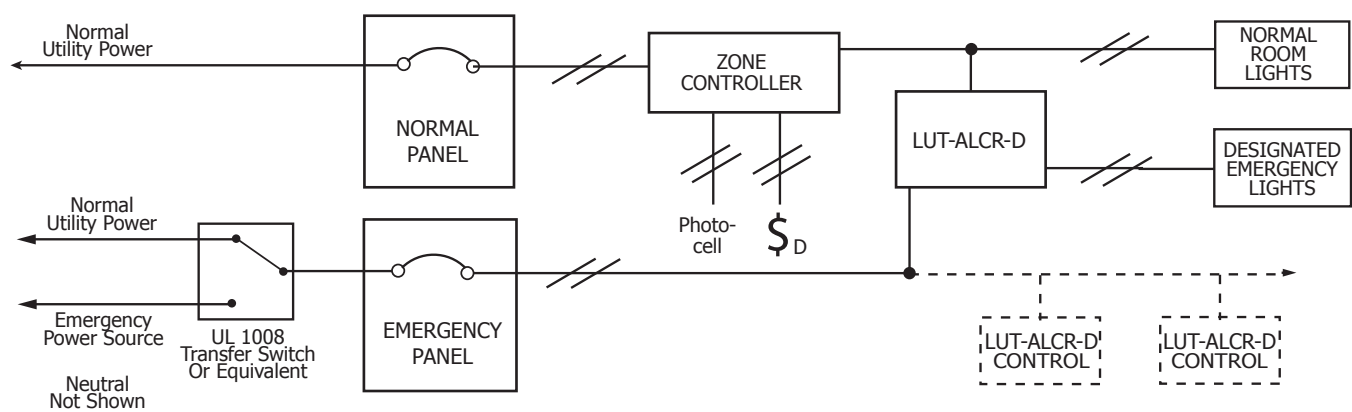 Normal
Utility Power
NORMAL
PANEL
ZONE
CONTROLLER
Photo-
cell
$ D
LUT-ALCR-D
NORMAL
ROOM
LIGHTS
DESIGNATED
EMERGENCY
LIGHTS
Normal
Utility Power
Emergency
Power Source
UL 1008
Transfer Switch
Or Equivalent
EMERGENCY
PANEL
LUT-ALCR-D
CONTROL
LUT-ALCR-D
CONTROL
Neutral
Not Shown